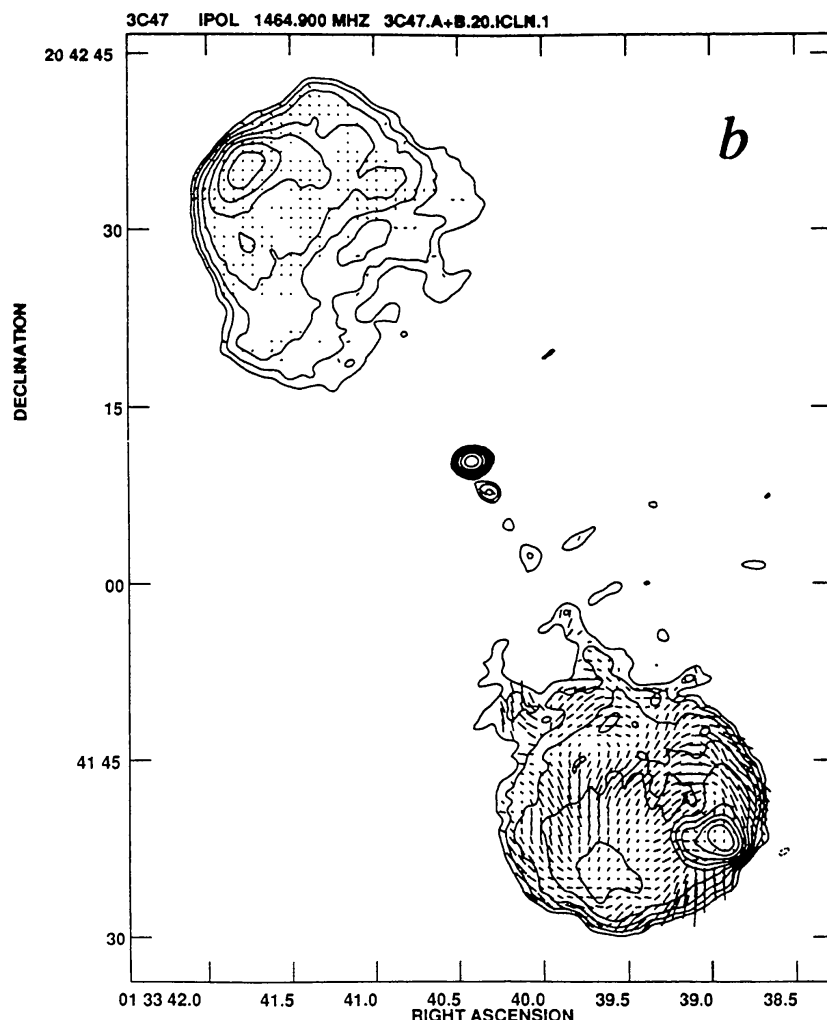 3C47 IPOL 1464.900 MHZ 3C47.A+B.20.ICLN.1
20 42 45
b
30
DECLINATION
15
00
41 45
30
01 33 42.0 41.5 41.0 40.5 40.0 39.5 39.0 38.5
RIGHT ASCENSION